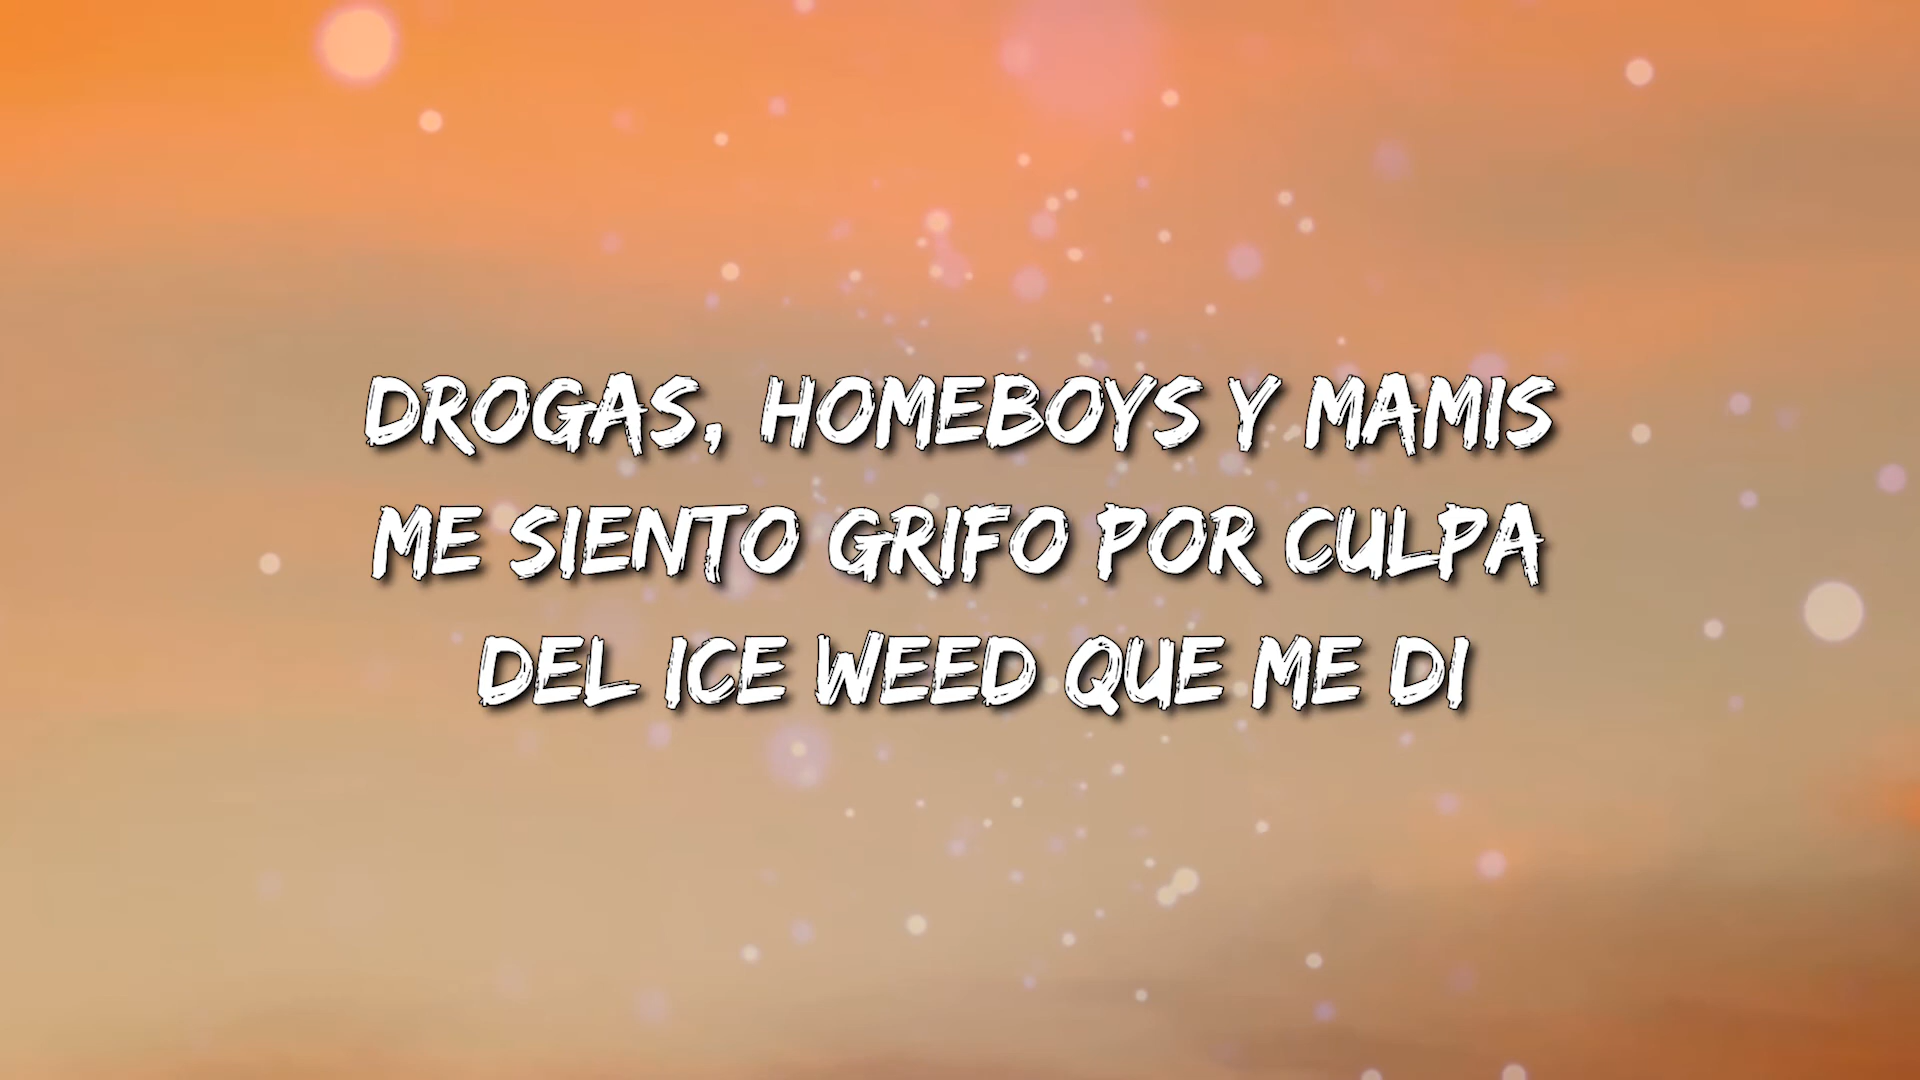 DROGAS, HOMEBOYS Y MAMIS
ME SIENTO GRIFO POR CULPA
DEL ICE WEED QUE ME DI